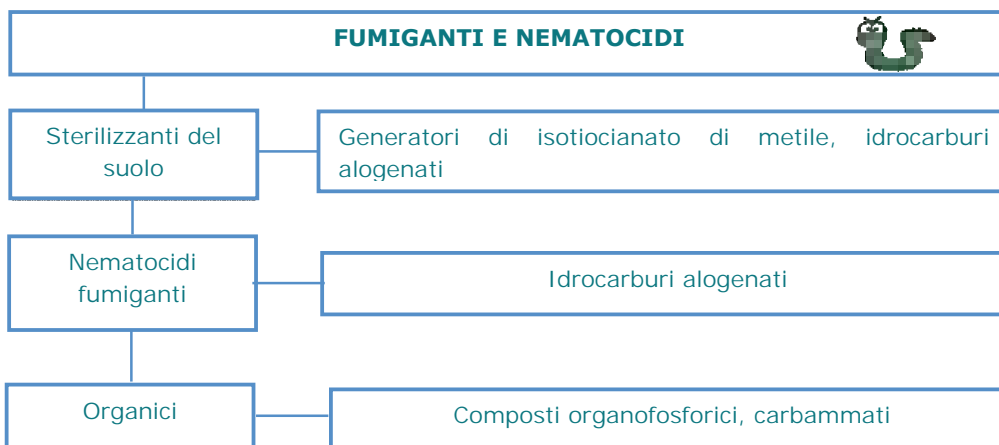 FUMIGANTI E NEMATOCIDI
Sterilizzanti del
suolo
Generatori di isotiocianato di metile, idrocarburi
alogenati
Nematocidi
fumiganti
Idrocarburi alogenati
Organici
Composti organofosforici, carbammati